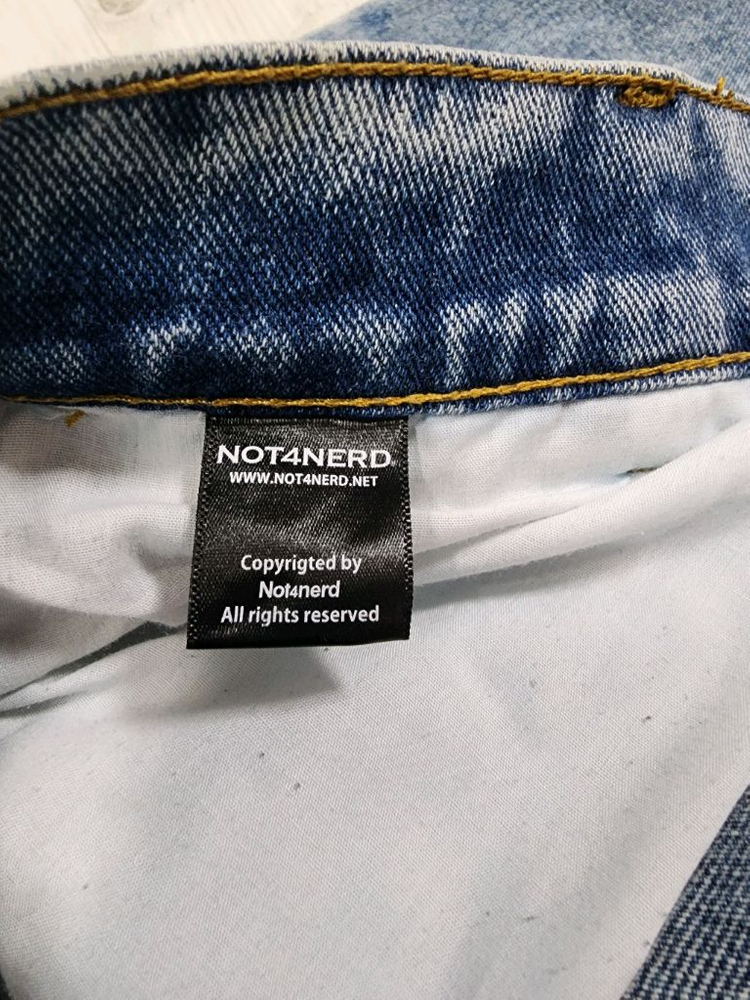 NOT4NERD
WWW.NOT4NERD.NET
Copyrigted by
Not4nerd
All rights reserved